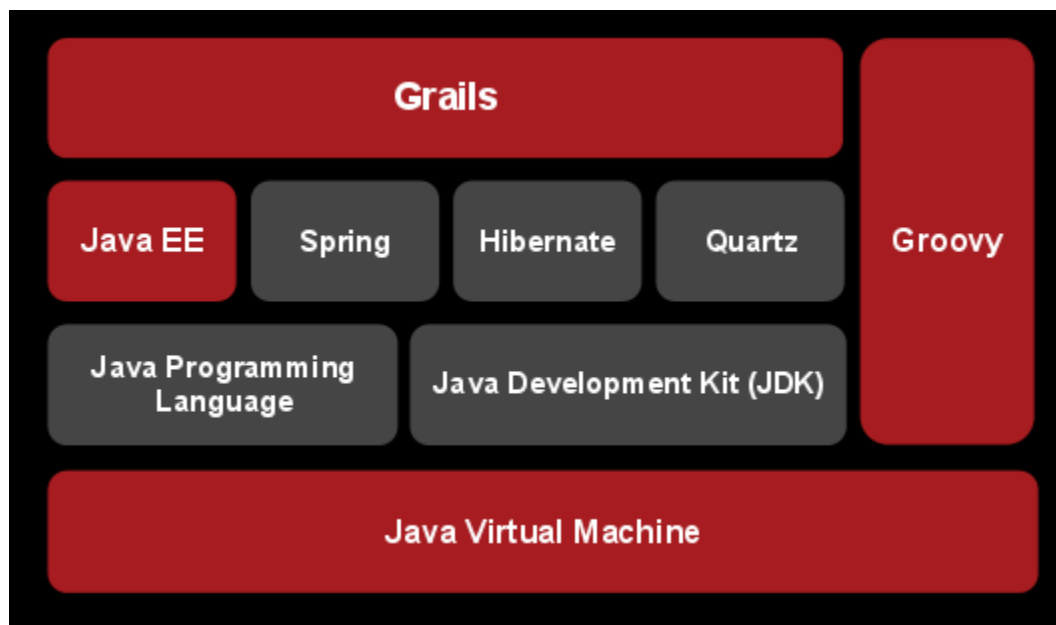 Grails
Java EE
Spring
Hibernate
Quartz
Groovy
Java Programming
Language
Java Development Kit (JDK)
Java Virtual Machine